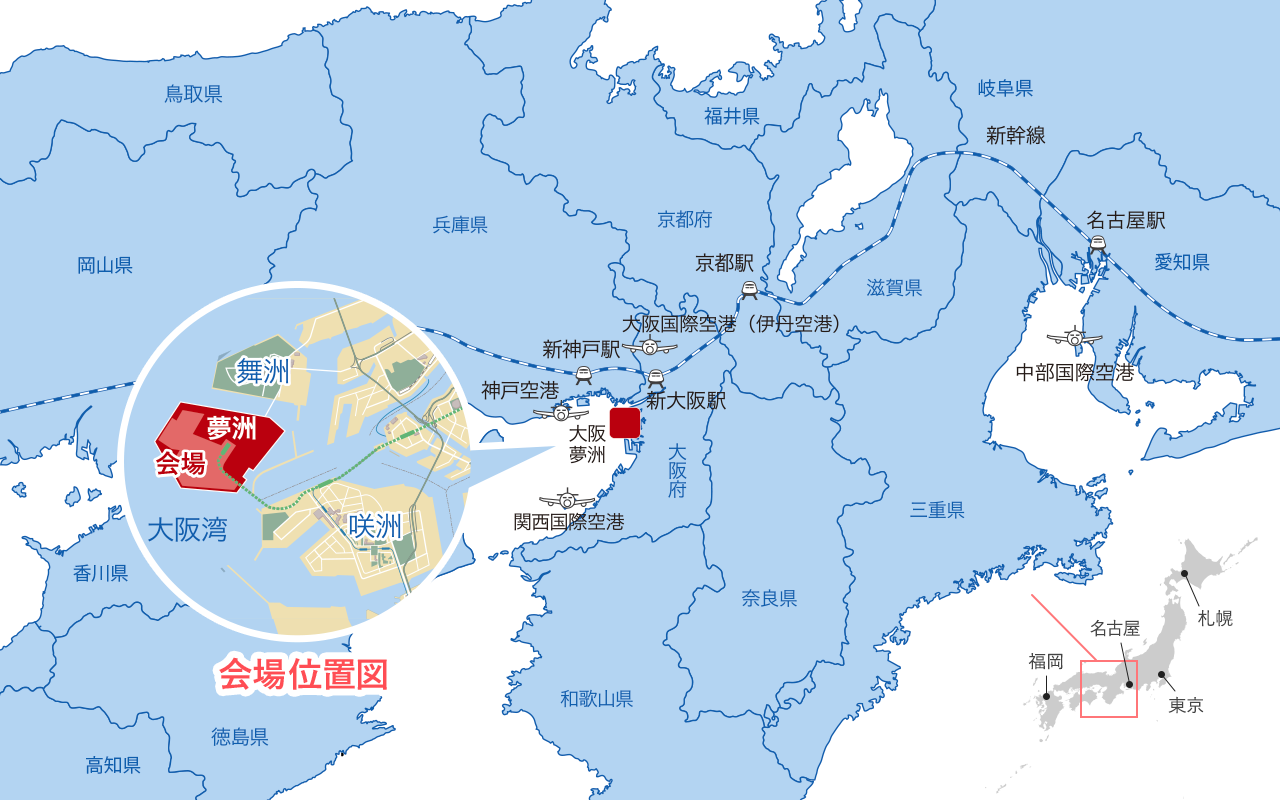 鳥取県
福井県
岐阜県
新幹線
兵庫県
京都府
名古屋駅
岡山県
京都駅
愛知県
滋賀県
大阪国際空港（伊丹空港）
新神戸駅
中部国際空港
舞洲
神戸空港
新大阪駅
夢洲
大阪
夢洲
会場
大阪府
関西国際空港
三重県
大阪湾
咲洲
香川県
奈良県
札幌
名古屋
福岡
会場位置図
和歌山県
東京
徳島県
高知県